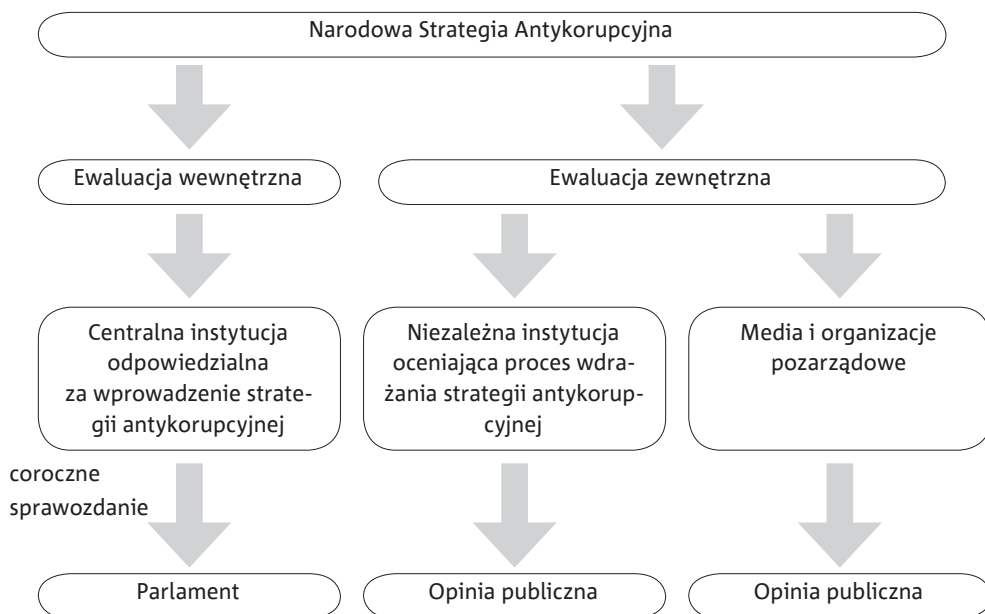 Narodowa Strategia Antykorupcyjna
Ewaluacja wewnętrzna
Ewaluacja zewnętrzna
Centralna instytucja
odpowiedzialna
za wprowadzenie strate-
gii antykorupcyjnej
Niezależna instytucja
oceniająca proces wdra-
żania strategii antykorup-
cyjnej
Media i organizacje
pozarządowe
coroczne
sprawozdanie
Parlament
Opinia publiczna
Opinia publiczna